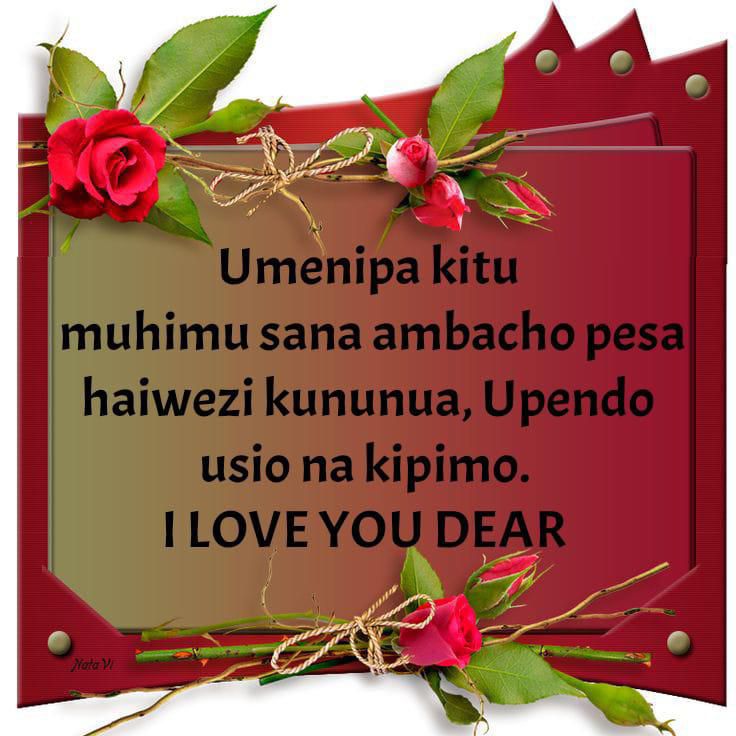 Umenipa kitu
muhimu sana ambacho pesa
haiwezi kununua, Upendo
usio na kipimo.
I LOVE YOU DEAR
Nata Vi